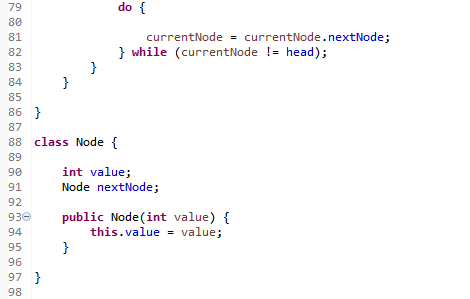 79 do {
80
81 currentNode = currentNode.nextNode;
82 } while (currentNode != head);
83 }
84 }
85
86 }
87
88 class Node {
89
90 int value;
91 Node nextNode;
92
93 public Node(int value) {
94 this.value = value;
95 }
96
97 }
98